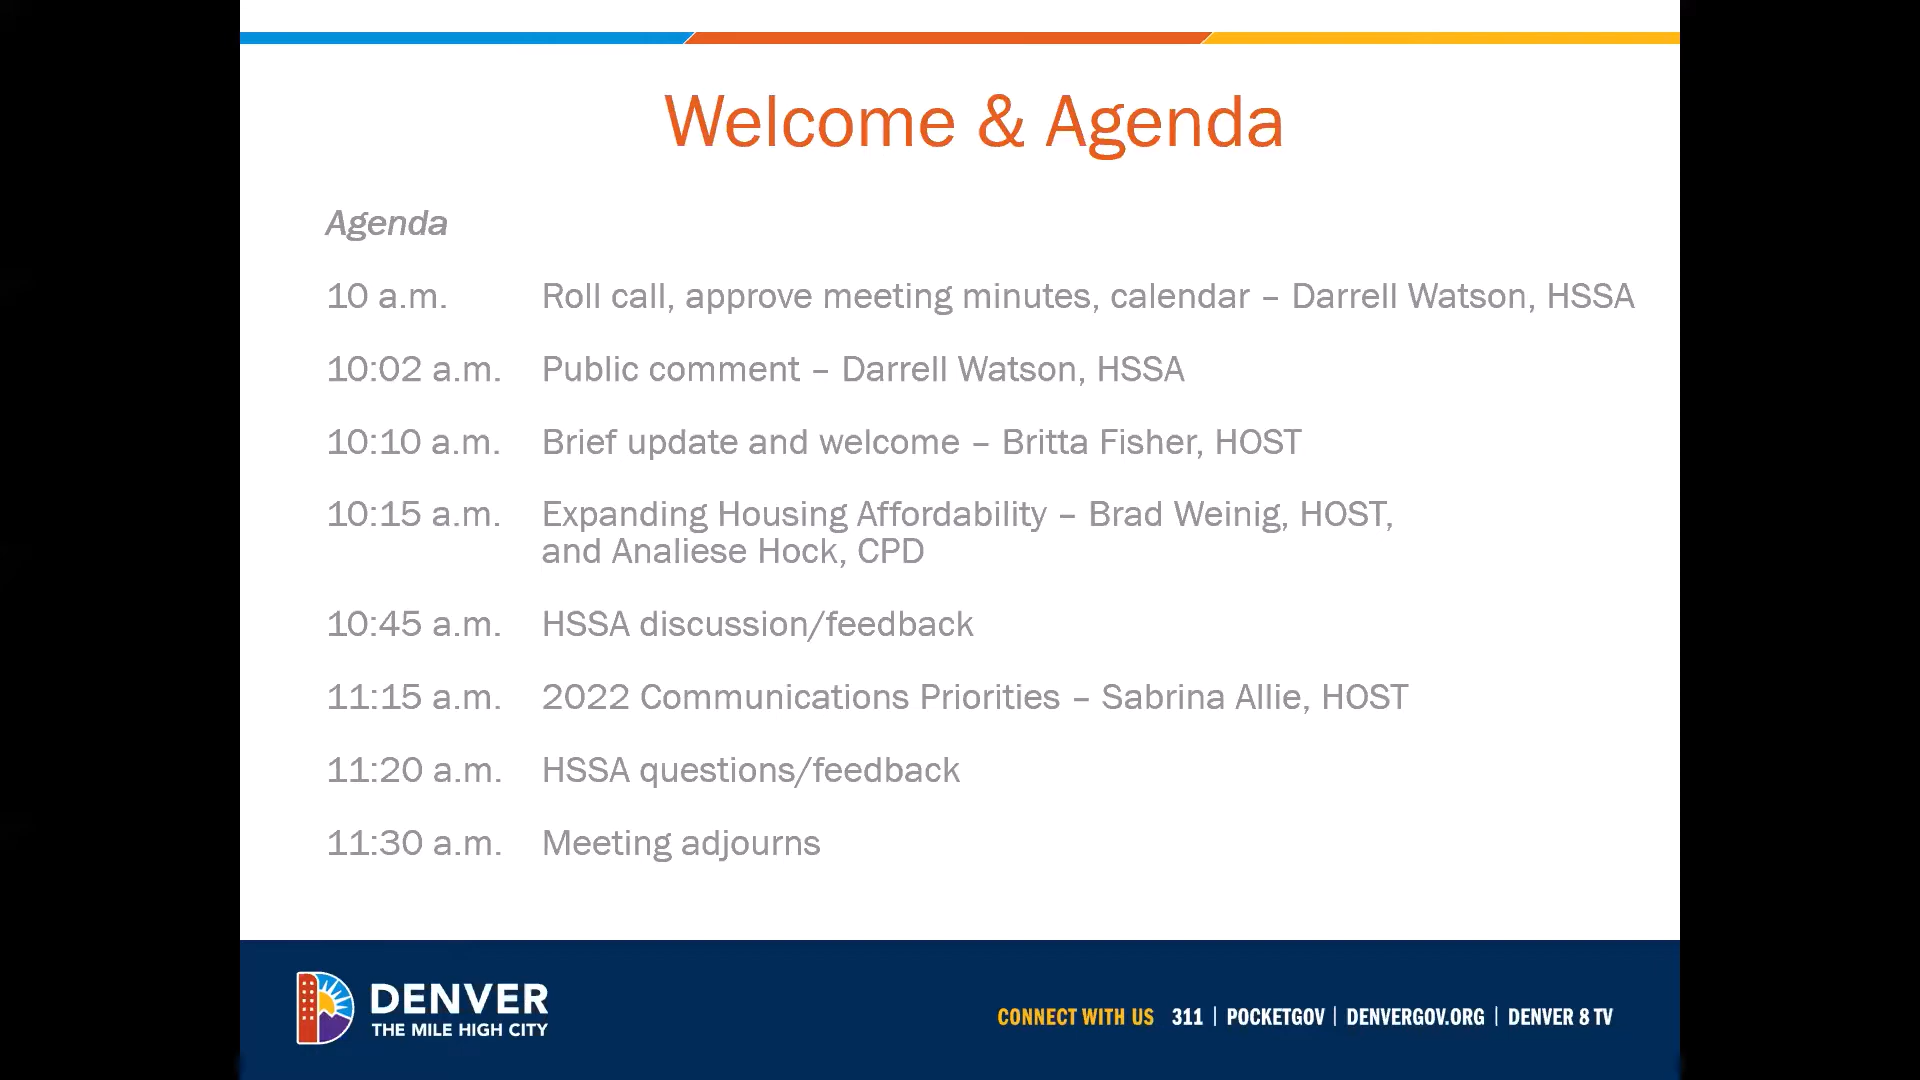 Welcome & Agenda
Agenda
10 a.m. Roll call, approve meeting minutes, calendar – Darrell Watson, HSSA
10:02 a.m. Public comment – Darrell Watson, HSSA
10:10 a.m. Brief update and welcome – Britta Fisher, HOST
10:15 a.m. Expanding Housing Affordability – Brad Weinig, HOST,
and Analiese Hock, CPD
10:45 a.m. HSSA discussion/feedback
11:15 a.m. 2022 Communications Priorities – Sabrina Allie, HOST
11:20 a.m. HSSA questions/feedback
11:30 a.m. Meeting adjourns
DENVER
THE MILE HIGH CITY
CONNECT WITH US 311 | POCKETGOV | DENVERGOV.ORG | DENVER 8 TV